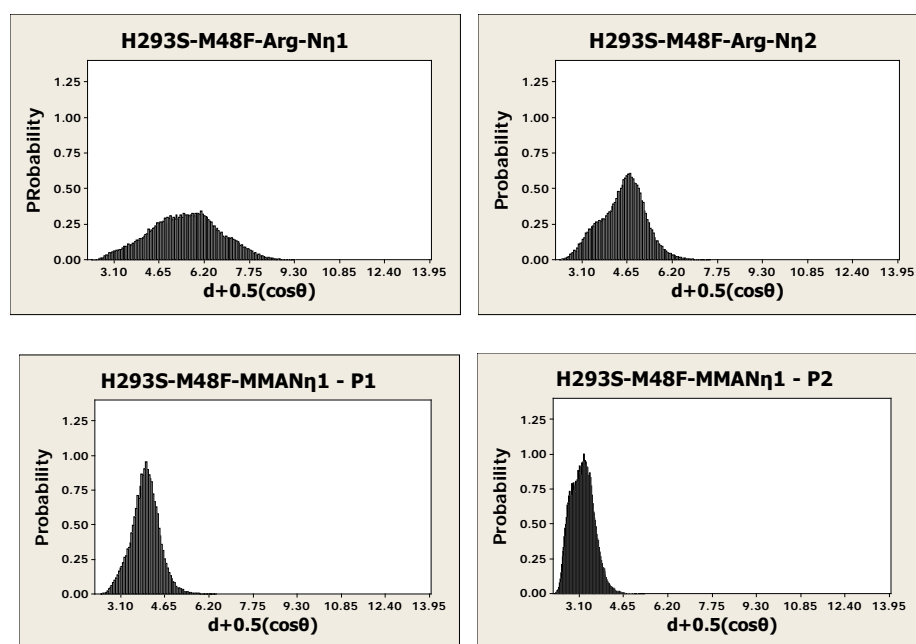 H293S-M48F-Arg-Nη1
PRobability
1.25
1.00
0.75
0.50
0.25
0.00
3.10 4.65 6.20 7.75 9.30 10.85 12.40 13.95
d+0.5(cosθ)
H293S-M48F-Arg-Nη2
Probability
1.25
1.00
0.75
0.50
0.25
0.00
3.10 4.65 6.20 7.75 9.30 10.85 12.40 13.95
d+0.5(cosθ)
H293S-M48F-MMANη1 - P1
Probability
1.25
1.00
0.75
0.50
0.25
0.00
3.10 4.65 6.20 7.75 9.30 10.85 12.40 13.95
d+0.5(cosθ)
H293S-M48F-MMANη1 - P2
Probability
1.25
1.00
0.75
0.50
0.25
0.00
3.10 4.65 6.20 7.75 9.30 10.85 12.40 13.95
d+0.5(cosθ)